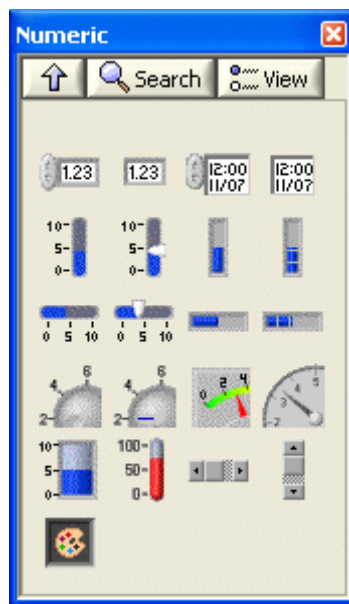 Numeric
Search View
1.23 1.23 12:00 12:00
11/07 11/07
10- 10-
5- 5-
0- 0-
0 5 10 0 5 10
2 4 6 2 4 6 0 2 4 2 3 4 5
10- 100-
5- 50-
0- 0-